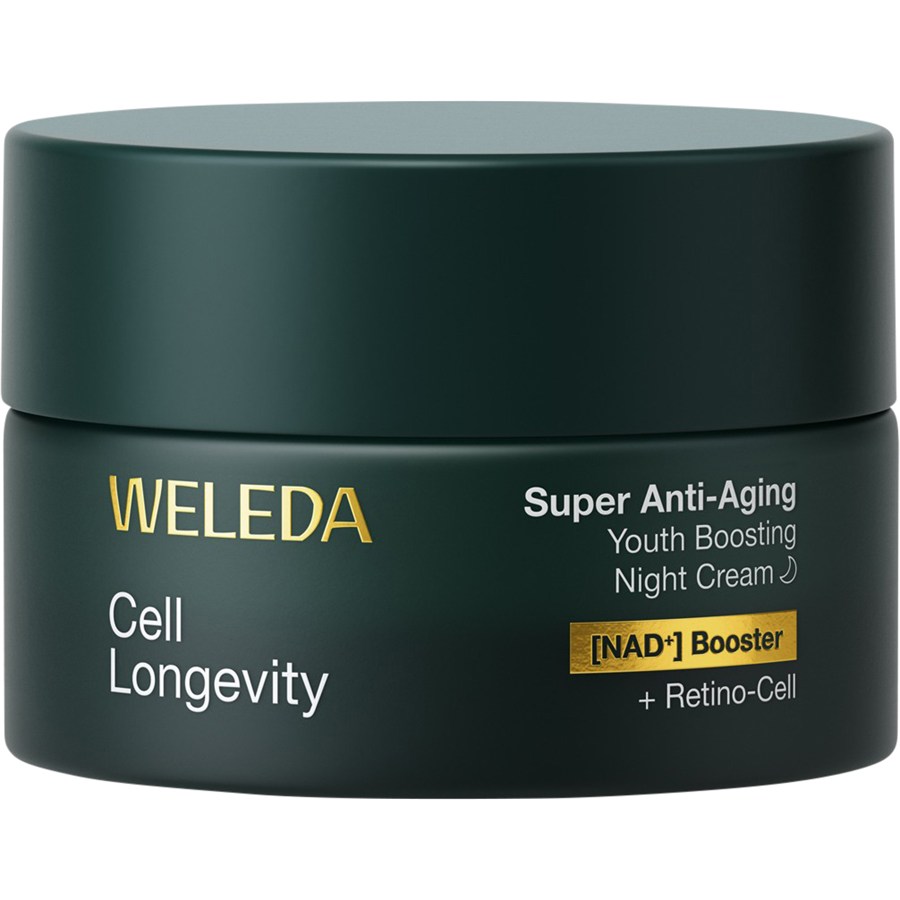 WELEDA
Cell
Longevity
Super Anti-Aging
Youth Boosting
Night Cream
[NAD⁺] Booster
+ Retino-Cell